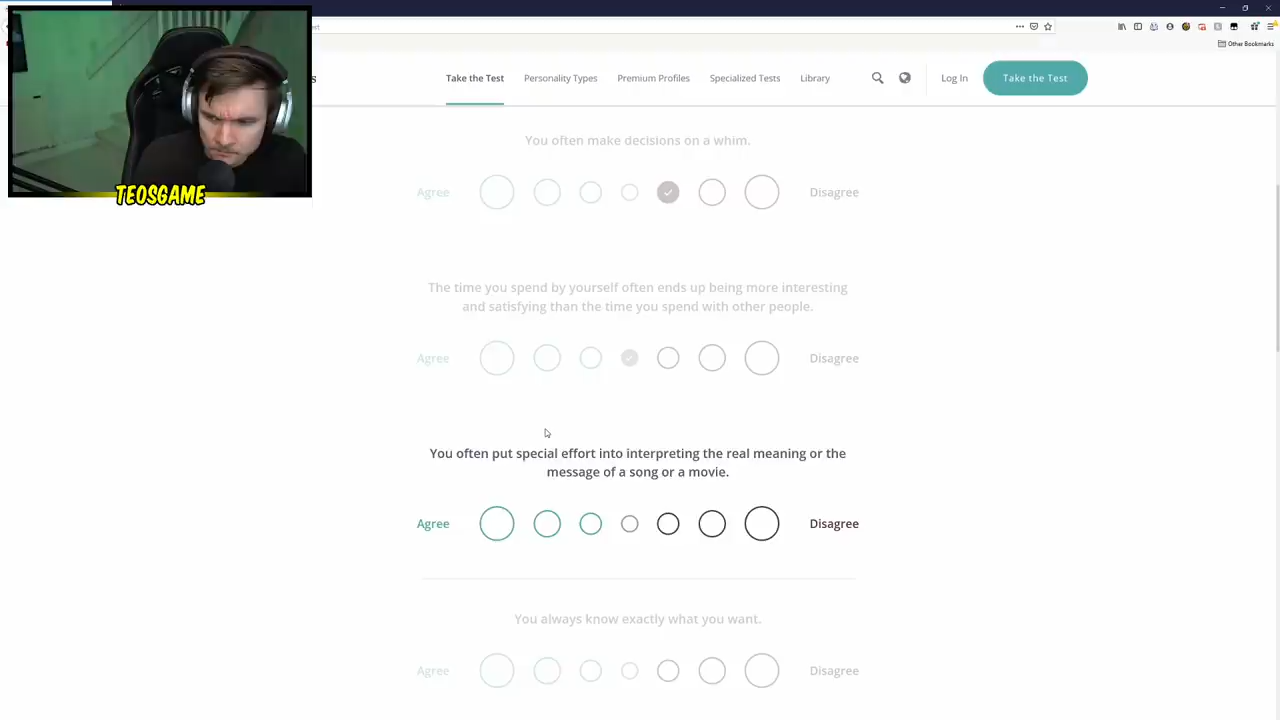 Other Bookmarks
Take the Test
Personality Types
Premium Profiles
Specialized Tests
Library
Log In
Take the Test
You often make decisions on a whim.
Agree
Disagree
The time you spend by yourself often ends up being more interesting
and satisfying than the time you spend with other people.
Agree
Disagree
You often put special effort into interpreting the real meaning or the
message of a song or a movie.
Agree
Disagree
You always know exactly what you want.
Agree
Disagree
TEOSGAME